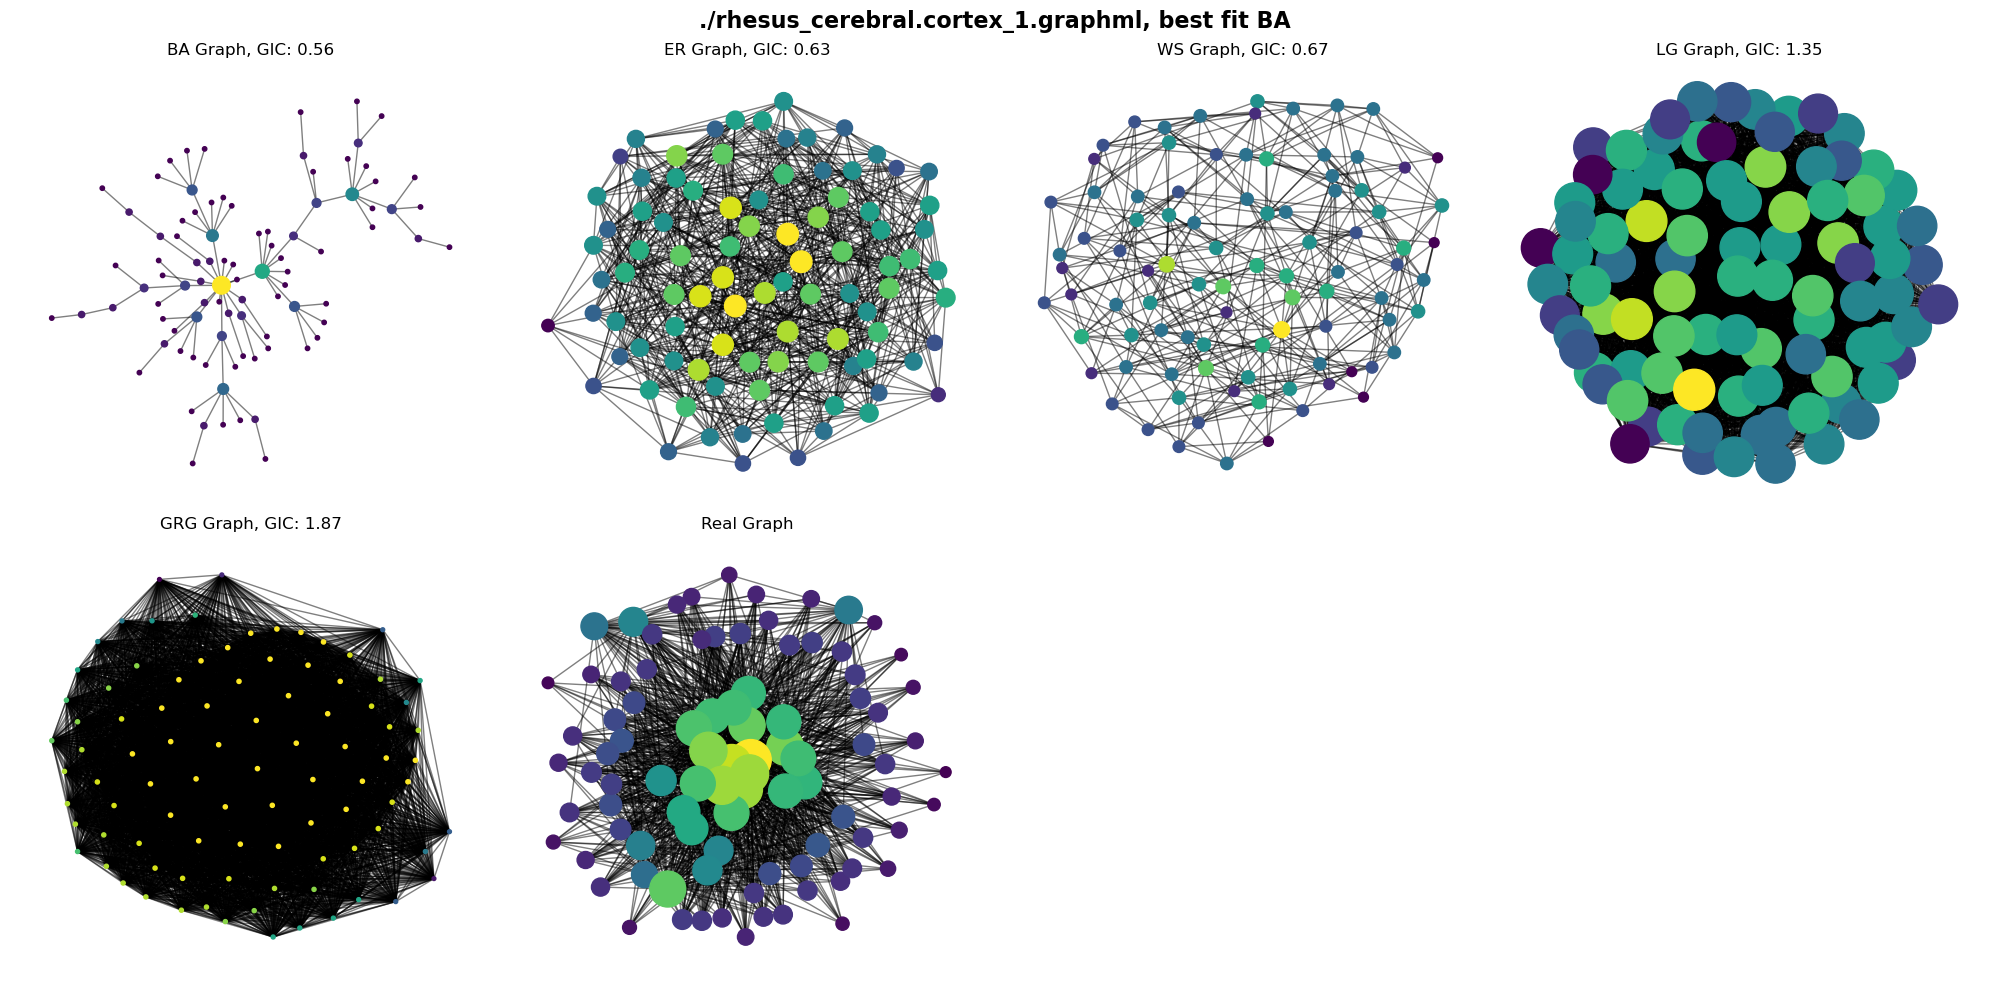 ./rhesus_cerebral.cortex_1.graphml, best fit BA
BA Graph, GIC: 0.56
ER Graph, GIC: 0.63
WS Graph, GIC: 0.67
LG Graph, GIC: 1.35
GRG Graph, GIC: 1.87
Real Graph